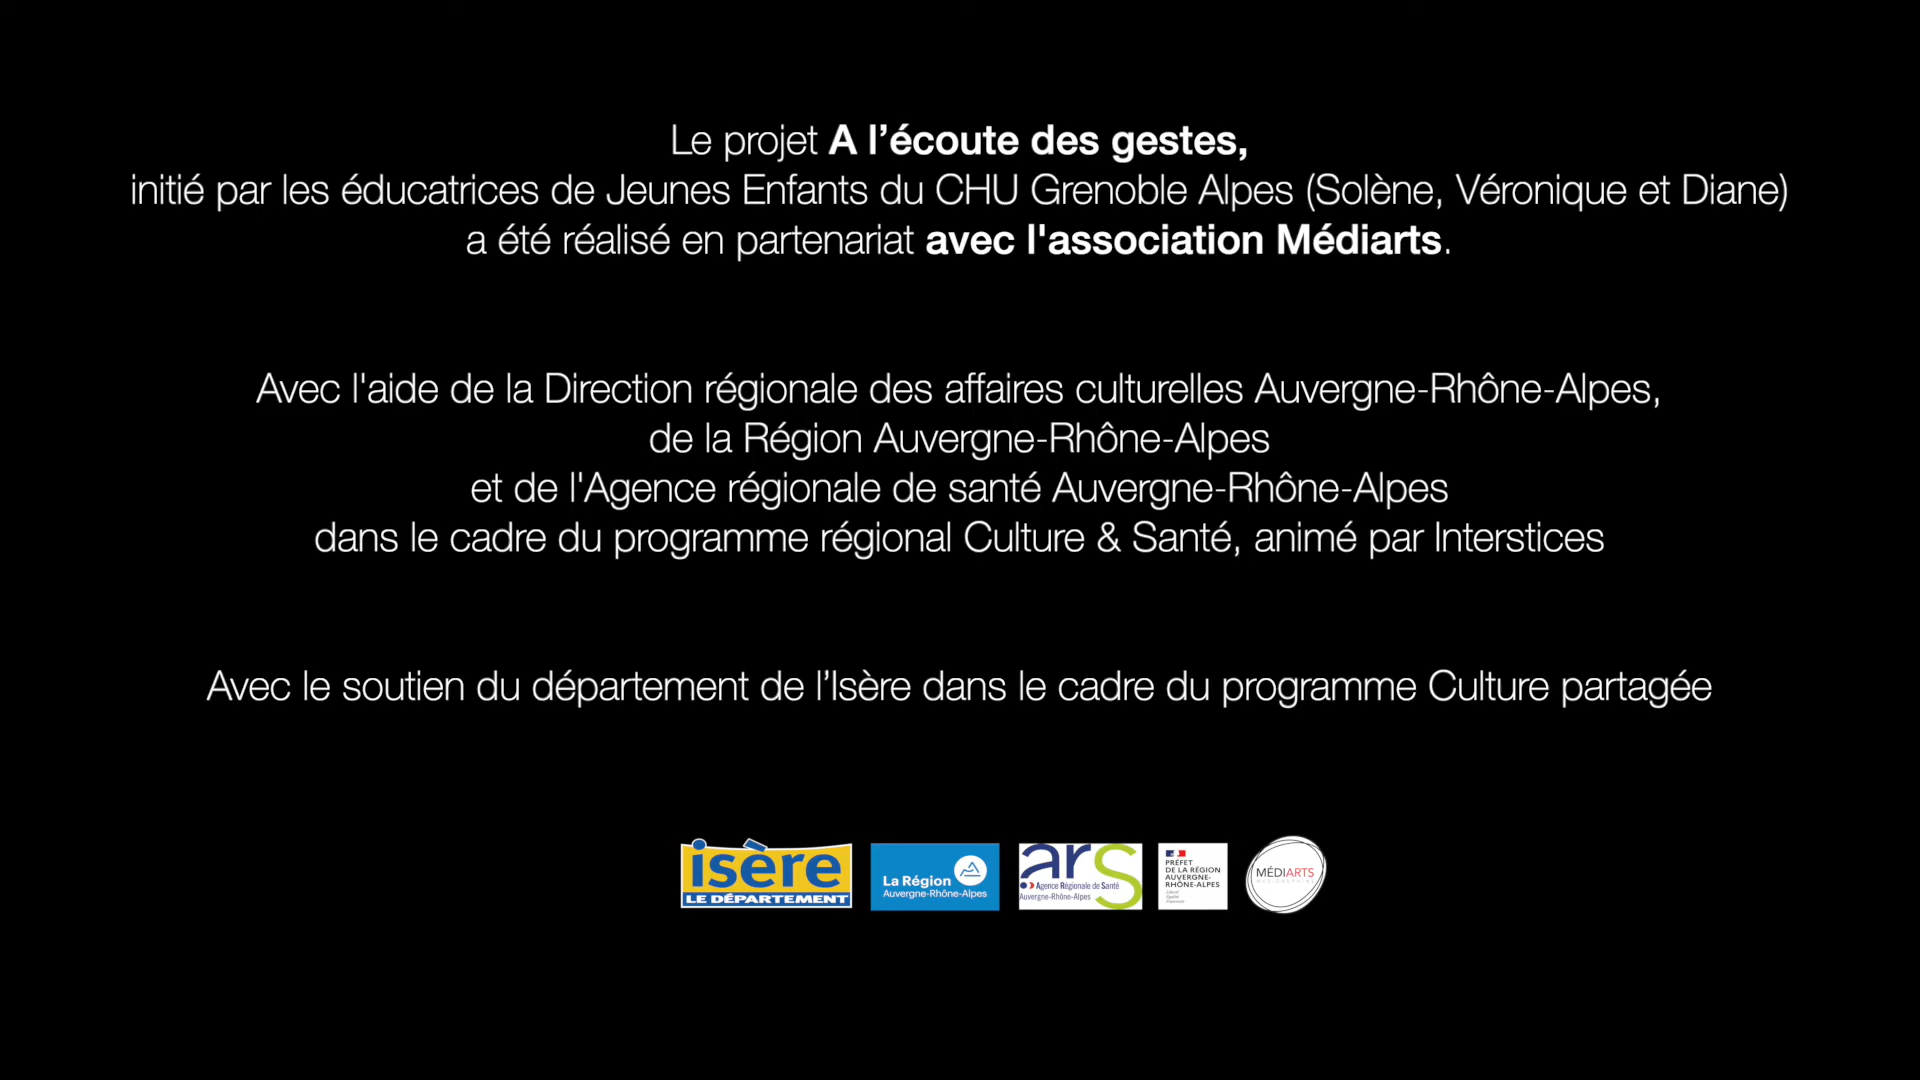 Le projet A l’écoute des gestes,
initié par les éducatrices de Jeunes Enfants du CHU Grenoble Alpes (Solène, Véronique et Diane)
a été réalisé en partenariat avec l'association Médiarts.
Avec l'aide de la Direction régionale des affaires culturelles Auvergne-Rhône-Alpes,
de la Région Auvergne-Rhône-Alpes
et de l'Agence régionale de santé Auvergne-Rhône-Alpes
dans le cadre du programme régional Culture & Santé, animé par Interstices
Avec le soutien du département de l’Isère dans le cadre du programme Culture partagée
isère
LE DÉPARTEMENT
La Région
Auvergne-Rhône-Alpes
ars
Agence Régionale de Santé
Auvergne-Rhône-Alpes
PRÉFET
DE LA RÉGION
AUVERGNE-
RHÔNE-ALPES
Liberté
Égalité
Fraternité
MÉDIARTS